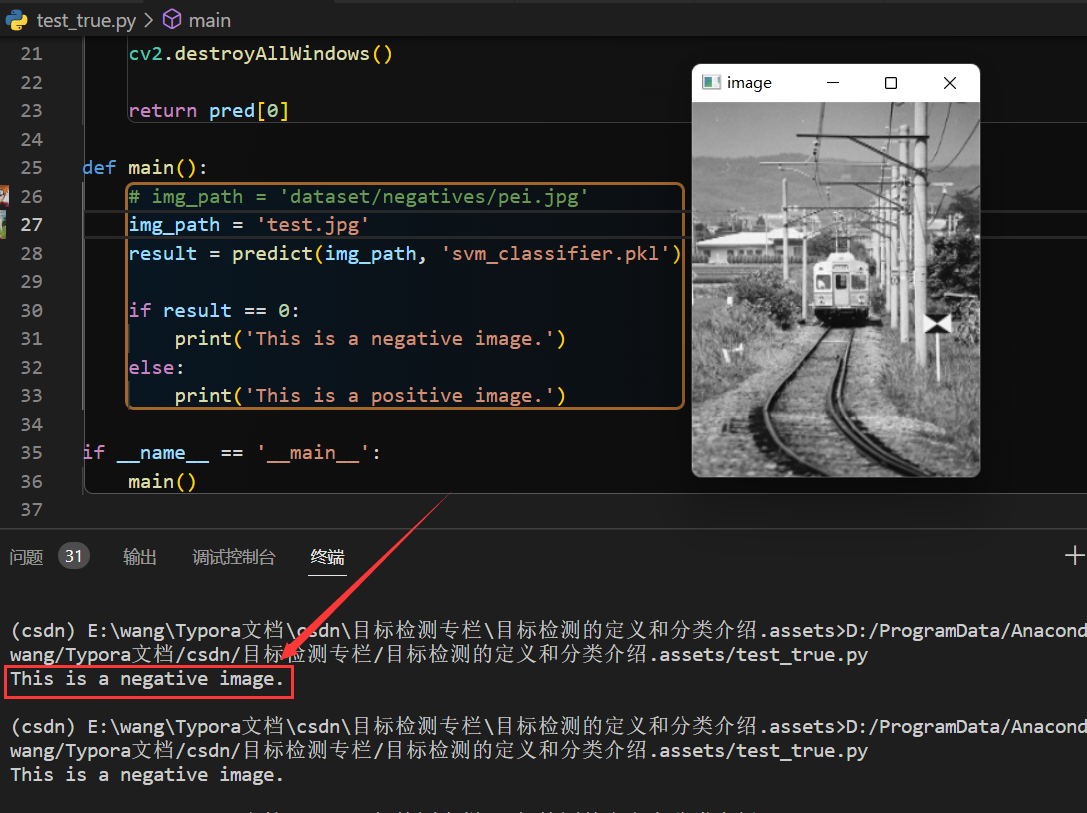 test_true.py > main
21 cv2.destroyAllWindows()
22
23 return pred[0]
24
25 def main():
26 # img_path = 'dataset/negatives/pei.jpg'
27 img_path = 'test.jpg'
28 result = predict(img_path, 'svm_classifier.pkl')
29
30 if result == 0:
31 print('This is a negative image.')
32 else:
33 print('This is a positive image.')
34
35 if __name__ == '__main__':
36 main()
37
image
问题 31 输出 调试控制台 终端
(csdn) E:\wang\Typora文档\csdn\目标检测专栏\目标检测的定义和分类介绍.assets>D:/ProgramData/Anacond
wang/Typora文档/csdn/目标检测专栏/目标检测的定义和分类介绍.assets/test_true.py
This is a negative image.
(csdn) E:\wang\Typora文档\csdn\目标检测专栏\目标检测的定义和分类介绍.assets>D:/ProgramData/Anacond
wang/Typora文档/csdn/目标检测专栏/目标检测的定义和分类介绍.assets/test_true.py
This is a negative image.